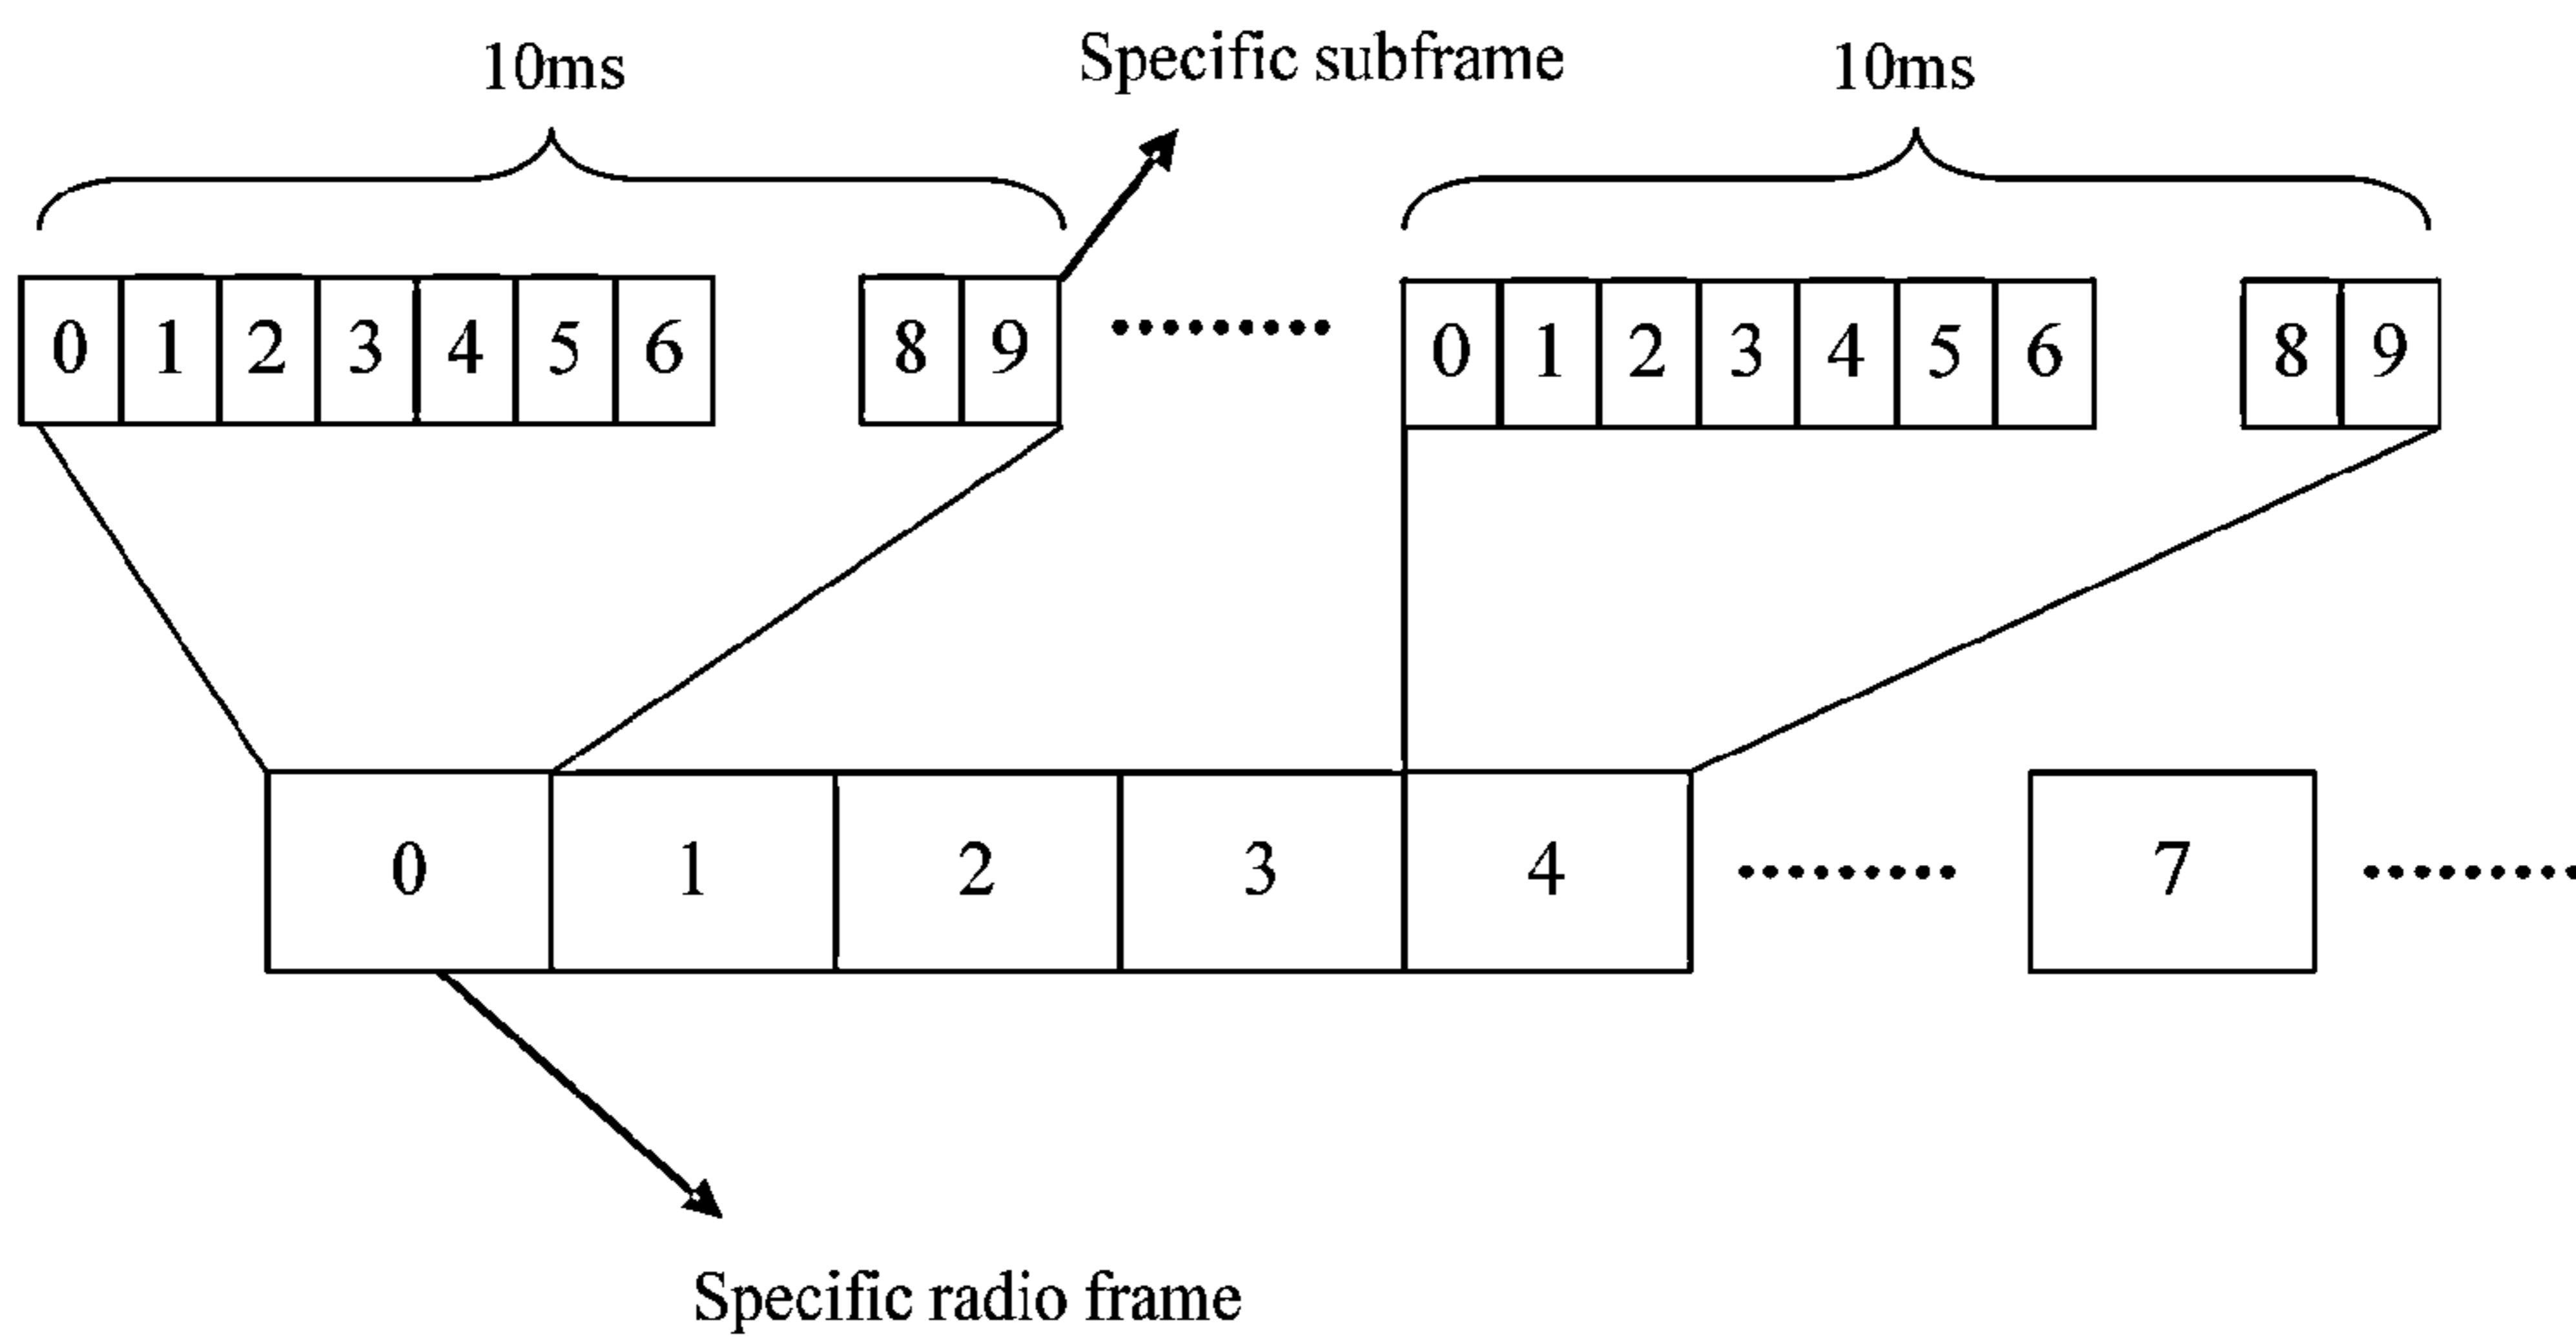 10ms
Specific subframe
10ms
0 1 2 3 4 5 6 8 9 ......... 0 1 2 3 4 5 6 8 9
0 1 2 3 4 ......... 7 .........
Specific radio frame